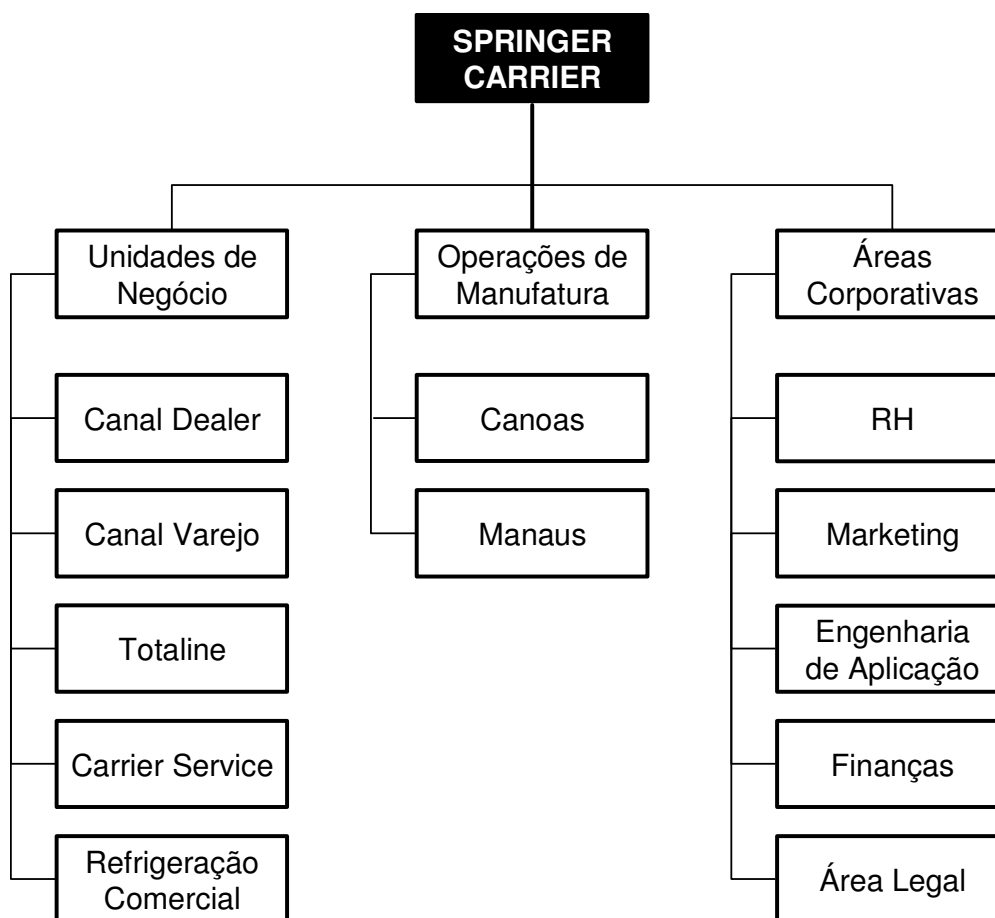 SPRINGER
CARRIER
Unidades de
Negócio
Operações de
Manufatura
Áreas
Corporativas
Canal Dealer
Canoas
RH
Canal Varejo
Manaus
Marketing
Totaline
Engenharia
de Aplicação
Carrier Service
Finanças
Refrigeração
Comercial
Área Legal